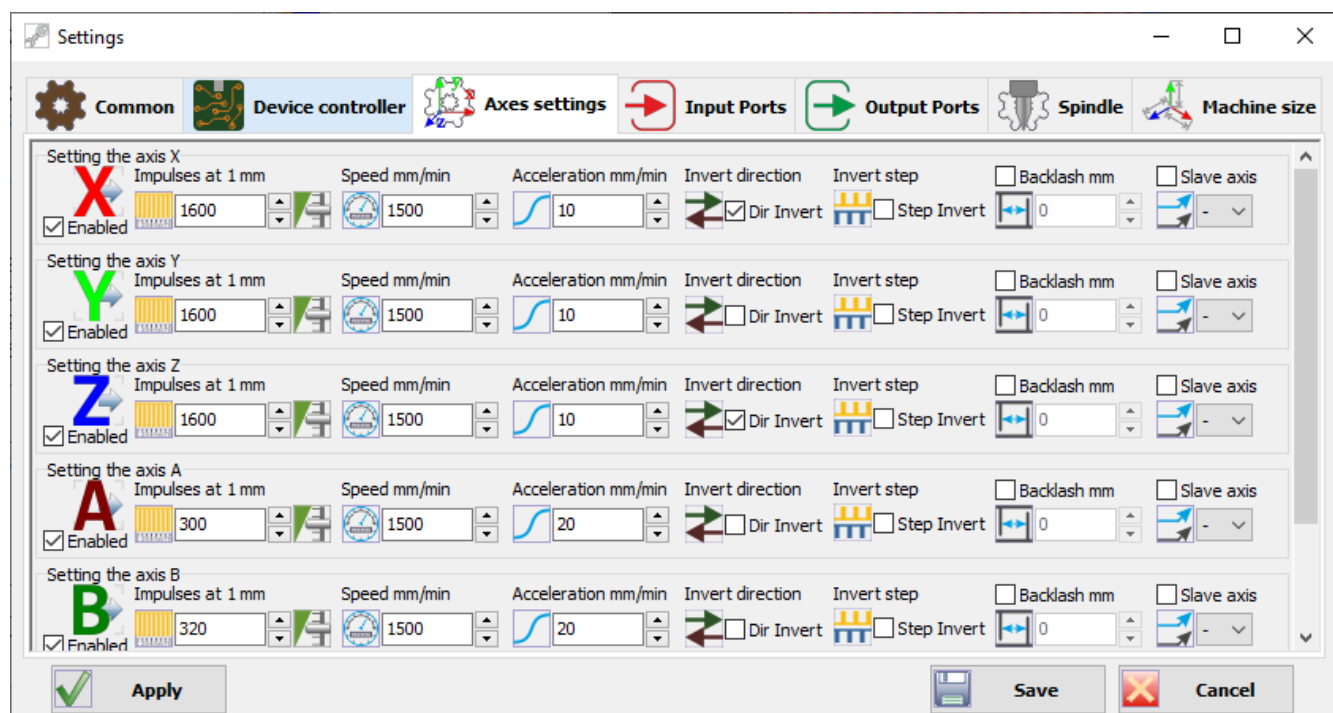 Settings
Common Device controller Axes settings Input Ports Output Ports Spindle Machine size
Setting the axis X
Impulses at 1 mm Speed mm/min Acceleration mm/min Invert direction Invert step Backlash mm Slave axis
X 1600 1500 10 Dir Invert Step Invert 0 -
Enabled
Setting the axis Y
Impulses at 1 mm Speed mm/min Acceleration mm/min Invert direction Invert step Backlash mm Slave axis
Y 1600 1500 10 Dir Invert Step Invert 0 -
Enabled
Setting the axis Z
Impulses at 1 mm Speed mm/min Acceleration mm/min Invert direction Invert step Backlash mm Slave axis
Z 1600 1500 10 Dir Invert Step Invert 0 -
Enabled
Setting the axis A
Impulses at 1 mm Speed mm/min Acceleration mm/min Invert direction Invert step Backlash mm Slave axis
A 300 1500 20 Dir Invert Step Invert 0 -
Enabled
Setting the axis B
Impulses at 1 mm Speed mm/min Acceleration mm/min Invert direction Invert step Backlash mm Slave axis
B 320 1500 20 Dir Invert Step Invert 0 -
Enabled
Apply Save Cancel